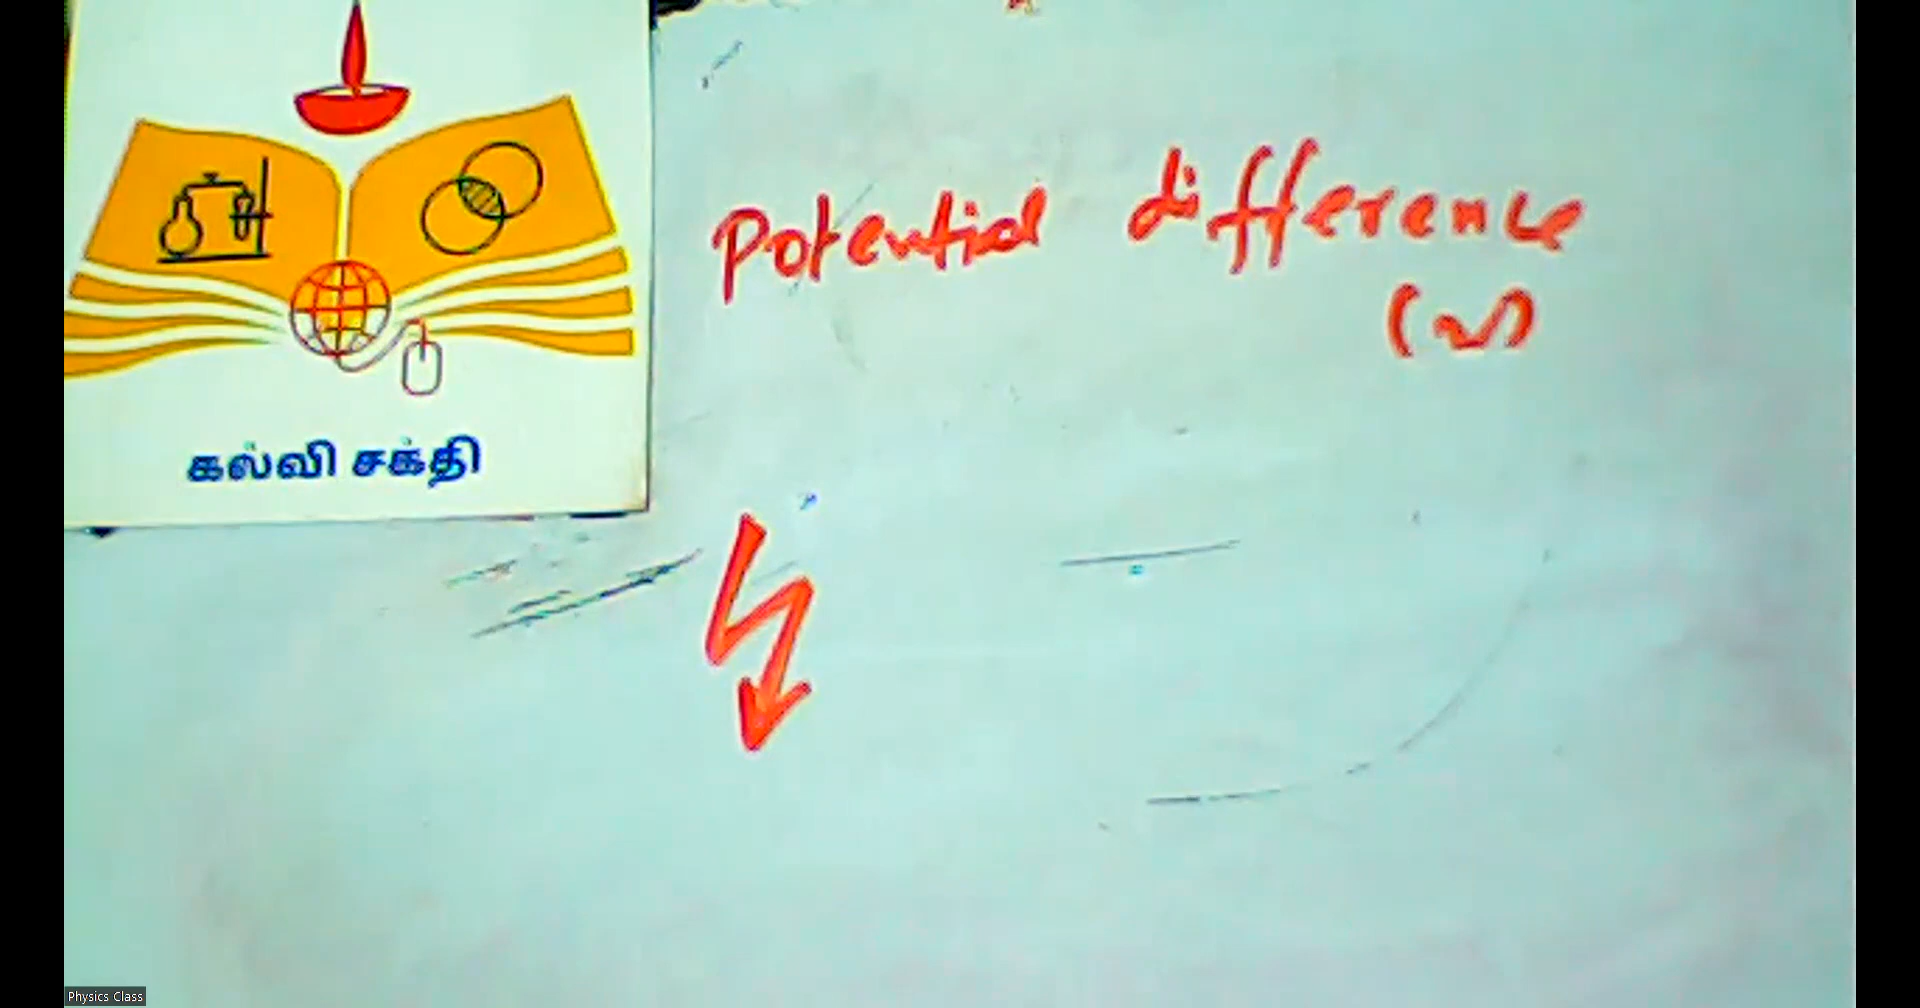 கல்வி சக்தி
Potential difference
(v)
Physics Class